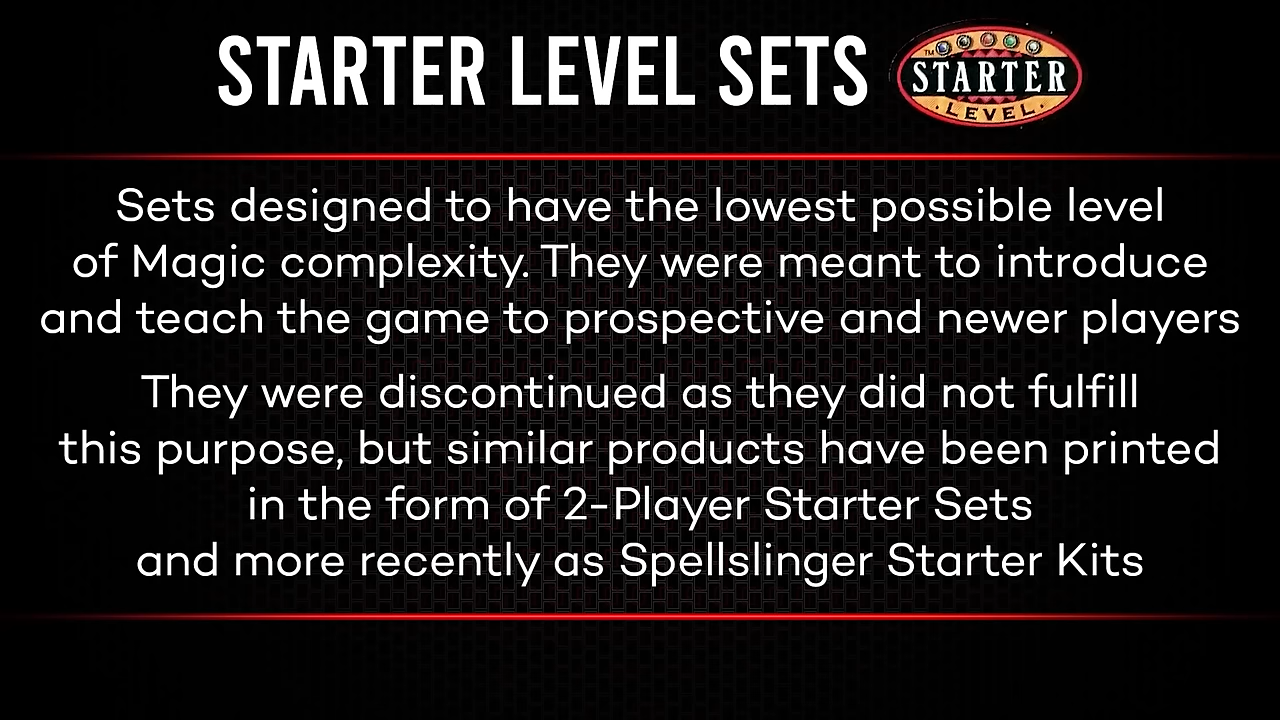 STARTER LEVEL SETS
TM
STARTER
• LEVEL •
Sets designed to have the lowest possible level
of Magic complexity. They were meant to introduce
and teach the game to prospective and newer players
They were discontinued as they did not fulfill
this purpose, but similar products have been printed
in the form of 2-Player Starter Sets
and more recently as Spellslinger Starter Kits